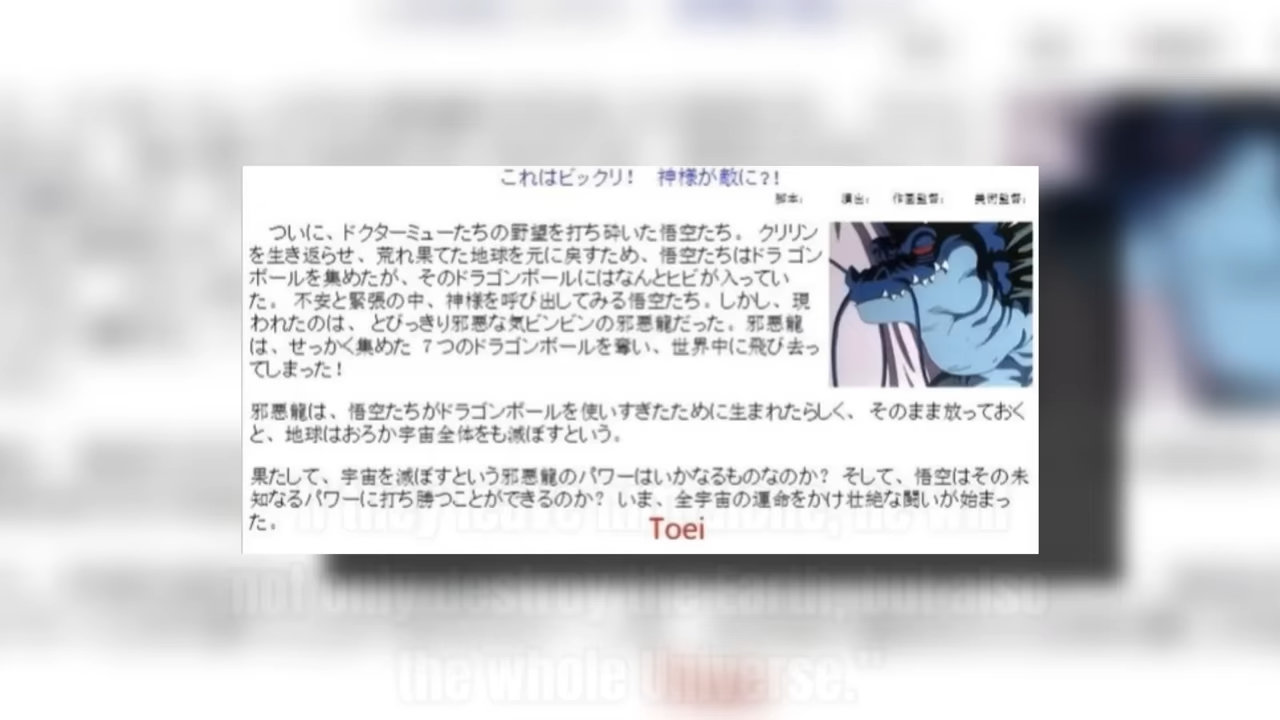 これはビックリ！ 神様が敵に?!
脚本: 演出: 作画監督: 美術監督:
ついに、ドクターミューたちの野望を打ち砕いた悟空たち。 クリリン
を生き返らせ、荒れ果てた地球を元に戻すため、悟空たちはドラ ゴン
ボールを集めたが、そのドラゴンボールにはなんとヒビが入ってい
た。 不安と緊張の中、神様を呼び出してみる悟空たち。しかし、現
われたのは、 とびっきり邪悪な気ビンビンの邪悪龍だった。邪悪龍
は、せっかく集めた 7つのドラゴンボールを奪い、世界中に飛び去っ
てしまった！
邪悪龍は、悟空たちがドラゴンボールを使いすぎたために生まれたらしく、 そのまま放っておく
と、地球はおろか宇宙全体をも滅ぼすという。
果たして、宇宙を滅ぼすという邪悪龍のパワーはいかなるものなのか？ そして、悟空はその未
知なるパワーに打ち勝つことができるのか？ いま、全宇宙の運命をかけ壮絶な闘いが始まっ
た。
Toei
"If they leave him alone, he will
not only destroy the Earth, but also
the whole Universe."